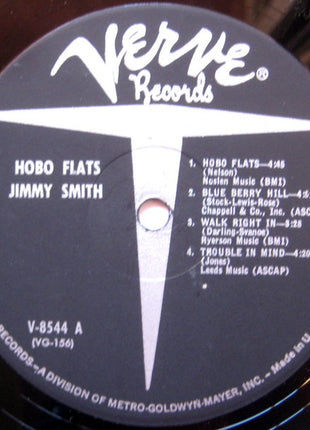 Verve®
Records
HOBO FLATS
JIMMY SMITH
1. HOBO FLATS—4:45
(Nelson)
Noslen Music (BMI)
2. BLUE BERRY HILL—4:
(Stock-Lewis-Rose)
Chappell & Co., Inc. (ASC
3. WALK RIGHT IN—3:25
(Darling-Svanoe)
Ryerson Music (BMI)
4. TROUBLE IN MIND—4:20
(Jones)
Leeds Music (ASCAP)
V-8544 A
(VG-156)
RECORDS—A DIVISION OF METRO-GOLDWYN-MAYER, INC.—Made in U.